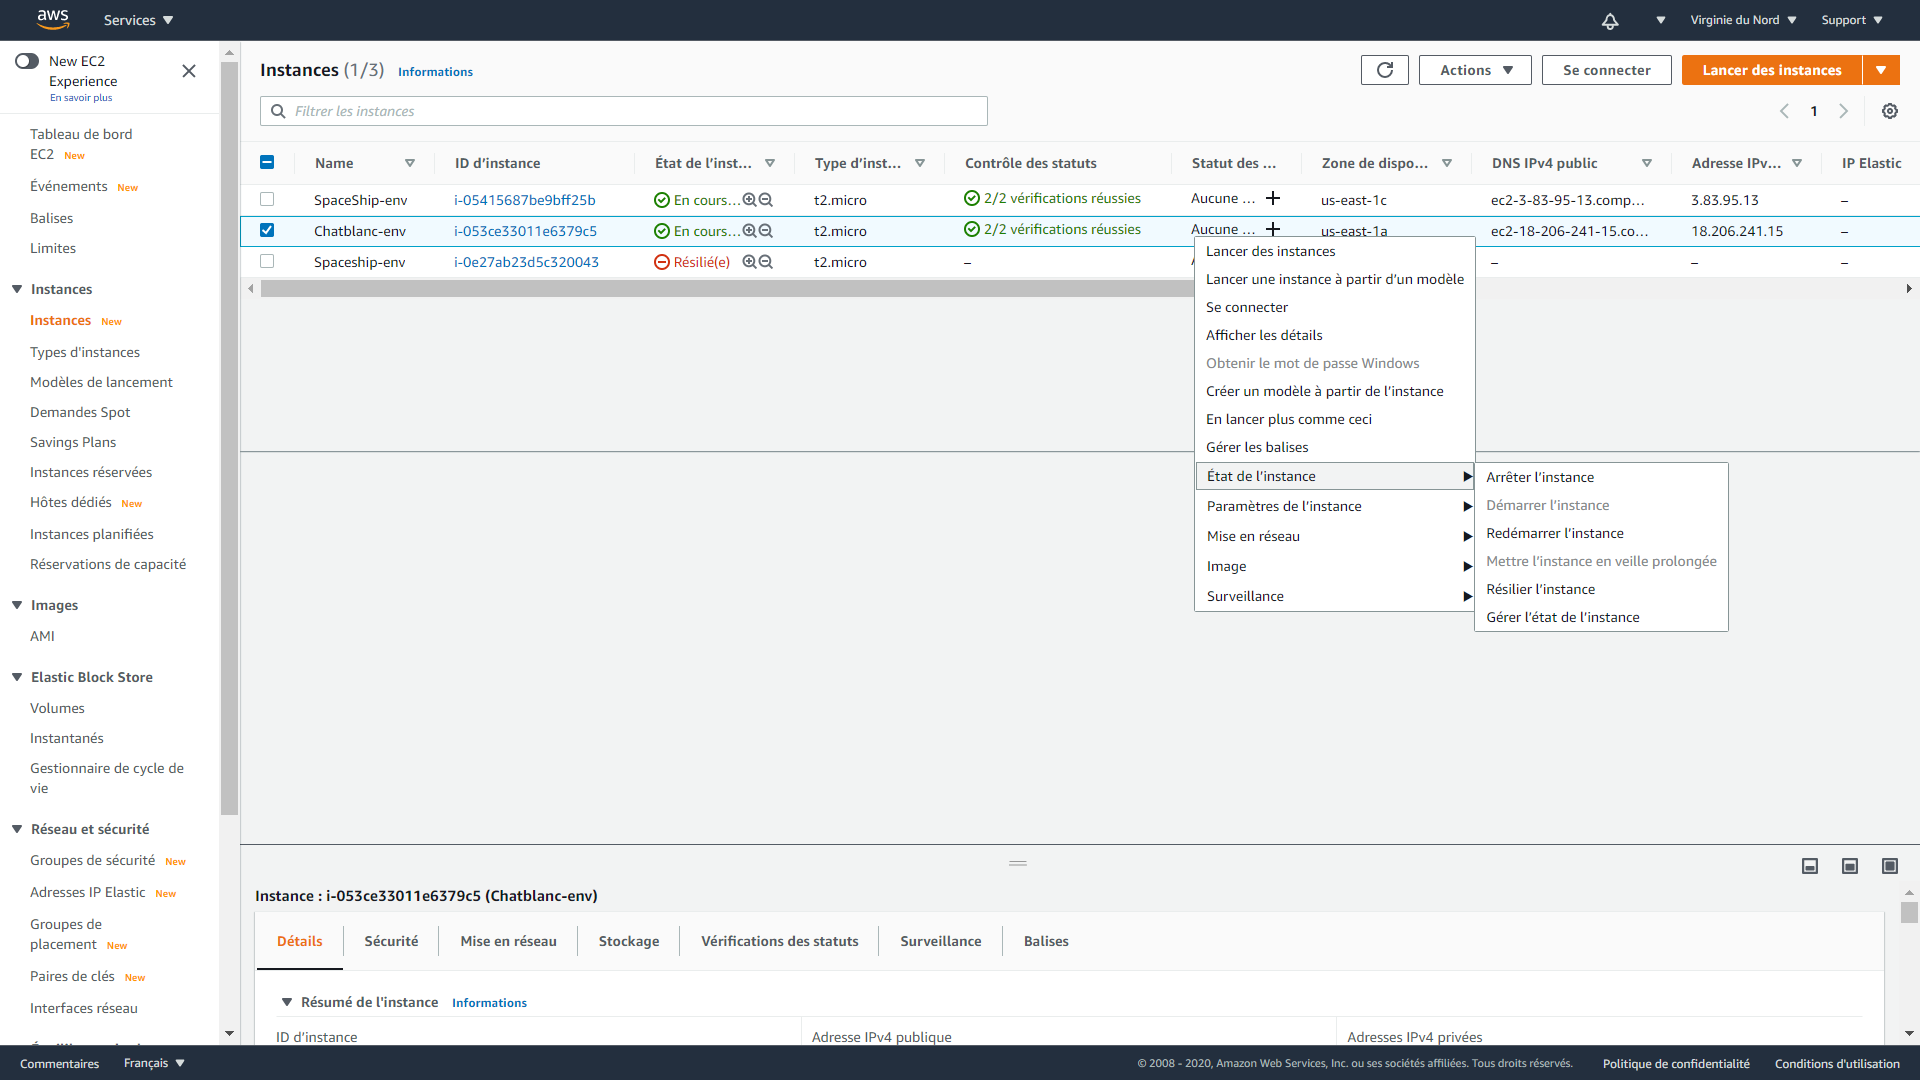 aws
Services
Virginie du Nord
Support
New EC2
Experience
En savoir plus
Tableau de bord
EC2 New
Événements New
Balises
Limites
Instances
Instances New
Types d'instances
Modèles de lancement
Demandes Spot
Savings Plans
Instances réservées
Hôtes dédiés New
Instances planifiées
Réservations de capacité
Images
AMI
Elastic Block Store
Volumes
Instantanés
Gestionnaire de cycle de
vie
Réseau et sécurité
Groupes de sécurité New
Adresses IP Elastic New
Groupes de
placement New
Paires de clés New
Interfaces réseau
Instances (1/3) Informations
Actions
Se connecter
Lancer des instances
Filtrer les instances
1
Name ID d'instance État de l'inst... Type d'inst... Contrôle des statuts Statut des ... Zone de dispo... DNS IPv4 public Adresse IPv... IP Elastic
SpaceShip-env i-05415687be9bff25b En cours... t2.micro 2/2 vérifications réussies Aucune ... us-east-1c ec2-3-83-95-13.comp... 3.83.95.13 –
Chatblanc-env i-053ce33011e6379c5 En cours... t2.micro 2/2 vérifications réussies Aucune ... us-east-1a ec2-18-206-241-15.co... 18.206.241.15 –
Spaceship-env i-0e27ab23d5c320043 Résilié(e) t2.micro – – – –
Lancer des instances
Lancer une instance à partir d'un modèle
Se connecter
Afficher les détails
Obtenir le mot de passe Windows
Créer un modèle à partir de l'instance
En lancer plus comme ceci
Gérer les balises
État de l'instance
Paramètres de l'instance
Mise en réseau
Image
Surveillance
Arrêter l'instance
Démarrer l'instance
Redémarrer l'instance
Mettre l'instance en veille prolongée
Résilier l'instance
Gérer l'état de l'instance
Instance : i-053ce33011e6379c5 (Chatblanc-env)
Détails
Sécurité
Mise en réseau
Stockage
Vérifications des statuts
Surveillance
Balises
Résumé de l'instance Informations
ID d'instance
Adresse IPv4 publique
Adresses IPv4 privées
Commentaires
Français
© 2008 - 2020, Amazon Web Services, Inc. ou ses sociétés affiliées. Tous droits réservés.
Politique de confidentialité
Conditions d'utilisation